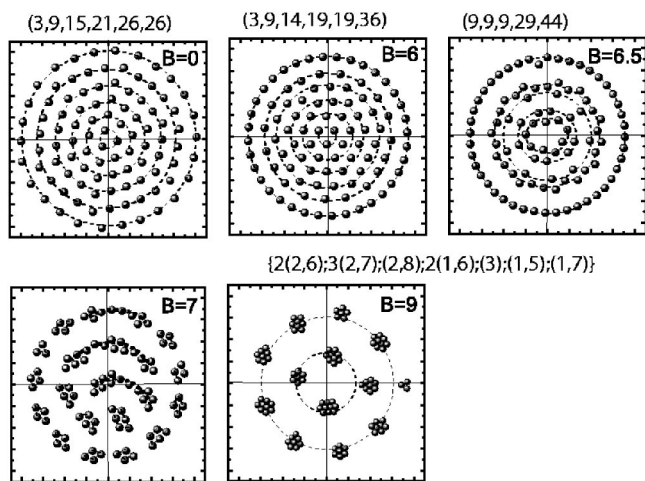 (3,9,15,21,26,26)
(3,9,14,19,19,36)
(9,9,9,29,44)
B=0
B=6
B=6.5
{2(2,6);3(2,7);(2,8);2(1,6);(3);(1,5);(1,7)}
B=7
B=9